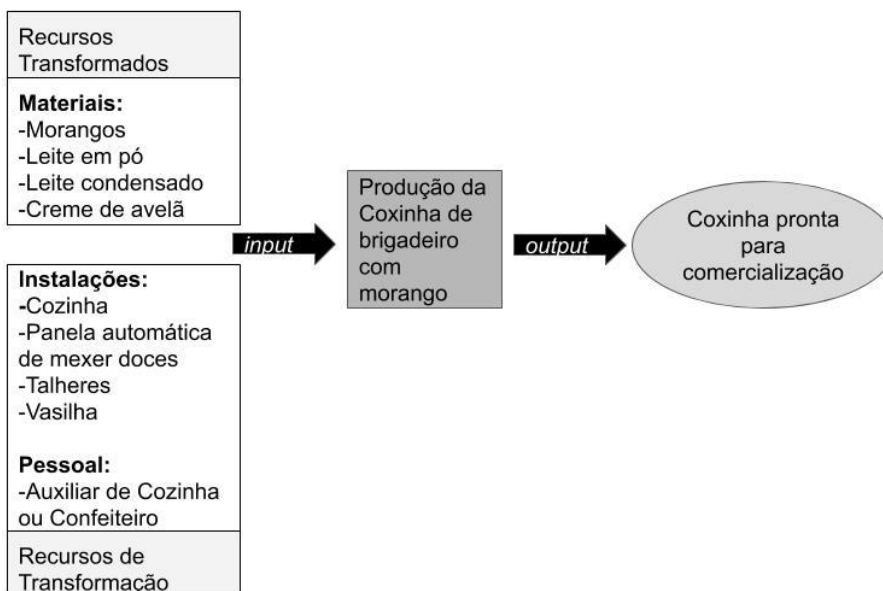 Recursos
Transformados
Materiais:
-Morangos
-Leite em pó
-Leite condensado
-Creme de avelã
Instalações:
-Cozinha
-Panela automática
de mexer doces
-Talheres
-Vasilha
Pessoal:
-Auxiliar de Cozinha
ou Confeiteiro
Recursos de
Transformação
input
Produção da
Coxinha de
brigadeiro
com
morango
output
Coxinha pronta
para
comercialização